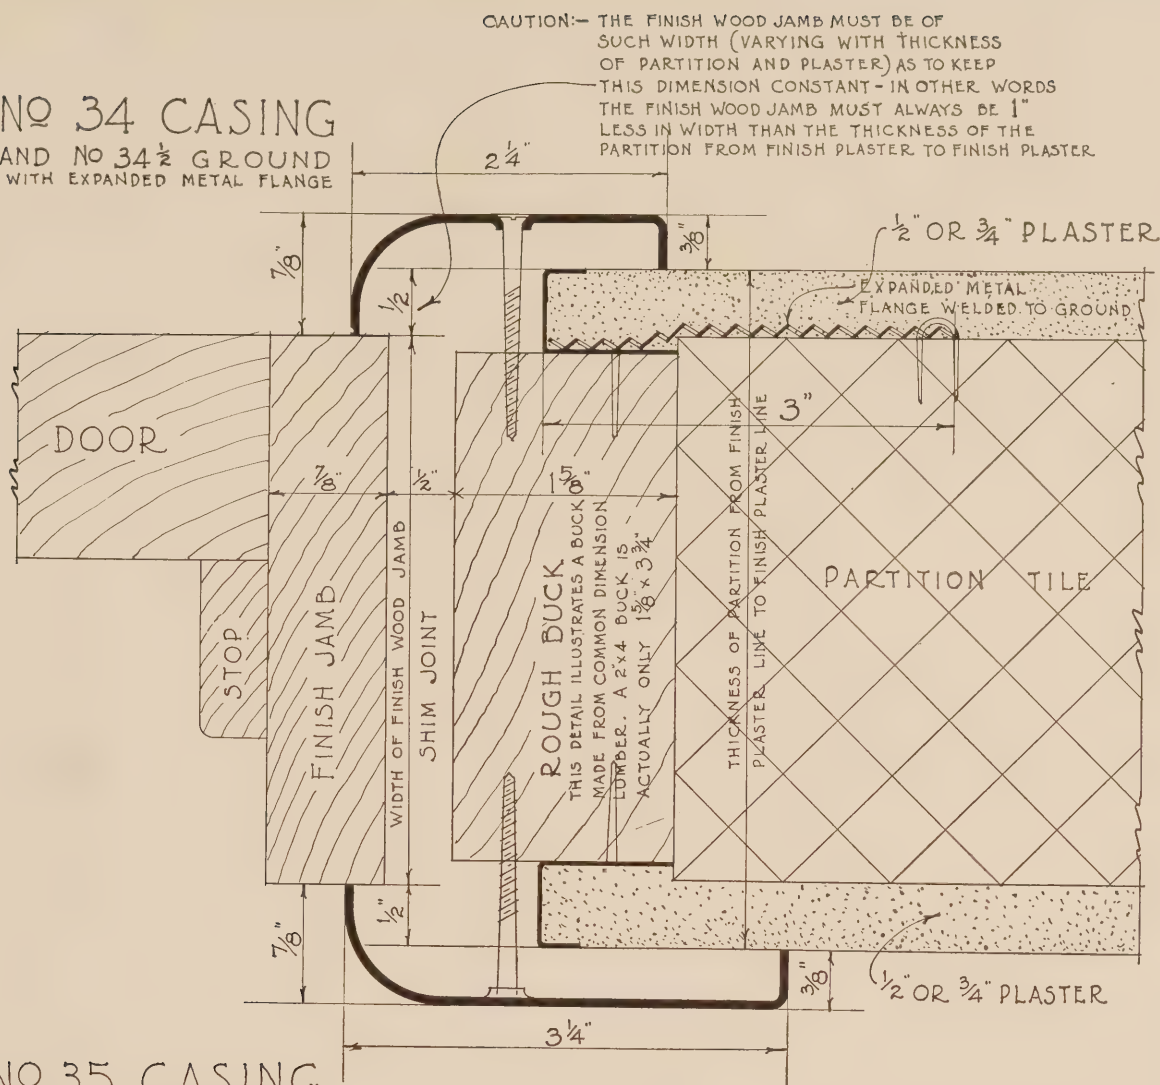 CAUTION:- THE FINISH WOOD JAMB MUST BE OF
SUCH WIDTH (VARYING WITH THICKNESS
OF PARTITION AND PLASTER) AS TO KEEP
THIS DIMENSION CONSTANT - IN OTHER WORDS
THE FINISH WOOD JAMB MUST ALWAYS BE 1"
LESS IN WIDTH THAN THE THICKNESS OF THE
PARTITION FROM FINISH PLASTER TO FINISH PLASTER
No 34 CASING
AND No 34½ GROUND
WITH EXPANDED METAL FLANGE
2¼"
7/8"
3/8"
½"
½" OR ¾" PLASTER
EXPANDED METAL
FLANGE WELDED TO GROUND
DOOR
3"
7/8"
½"
1 5/8"
STOP
FINISH JAMB
WIDTH OF FINISH WOOD JAMB
SHIM JOINT
ROUGH BUCK
THIS DETAIL ILLUSTRATES A BUCK
MADE FROM COMMON DIMENSION
LUMBER. A 2"x4 BUCK IS
ACTUALLY ONLY 1 5/8" x 3¾"
THICKNESS OF PARTITION FROM FINISH
PLASTER LINE TO FINISH PLASTER LINE
PARTITION TILE
7/8"
½"
3/8"
½" OR ¾" PLASTER
3¼"
No 35 CASING